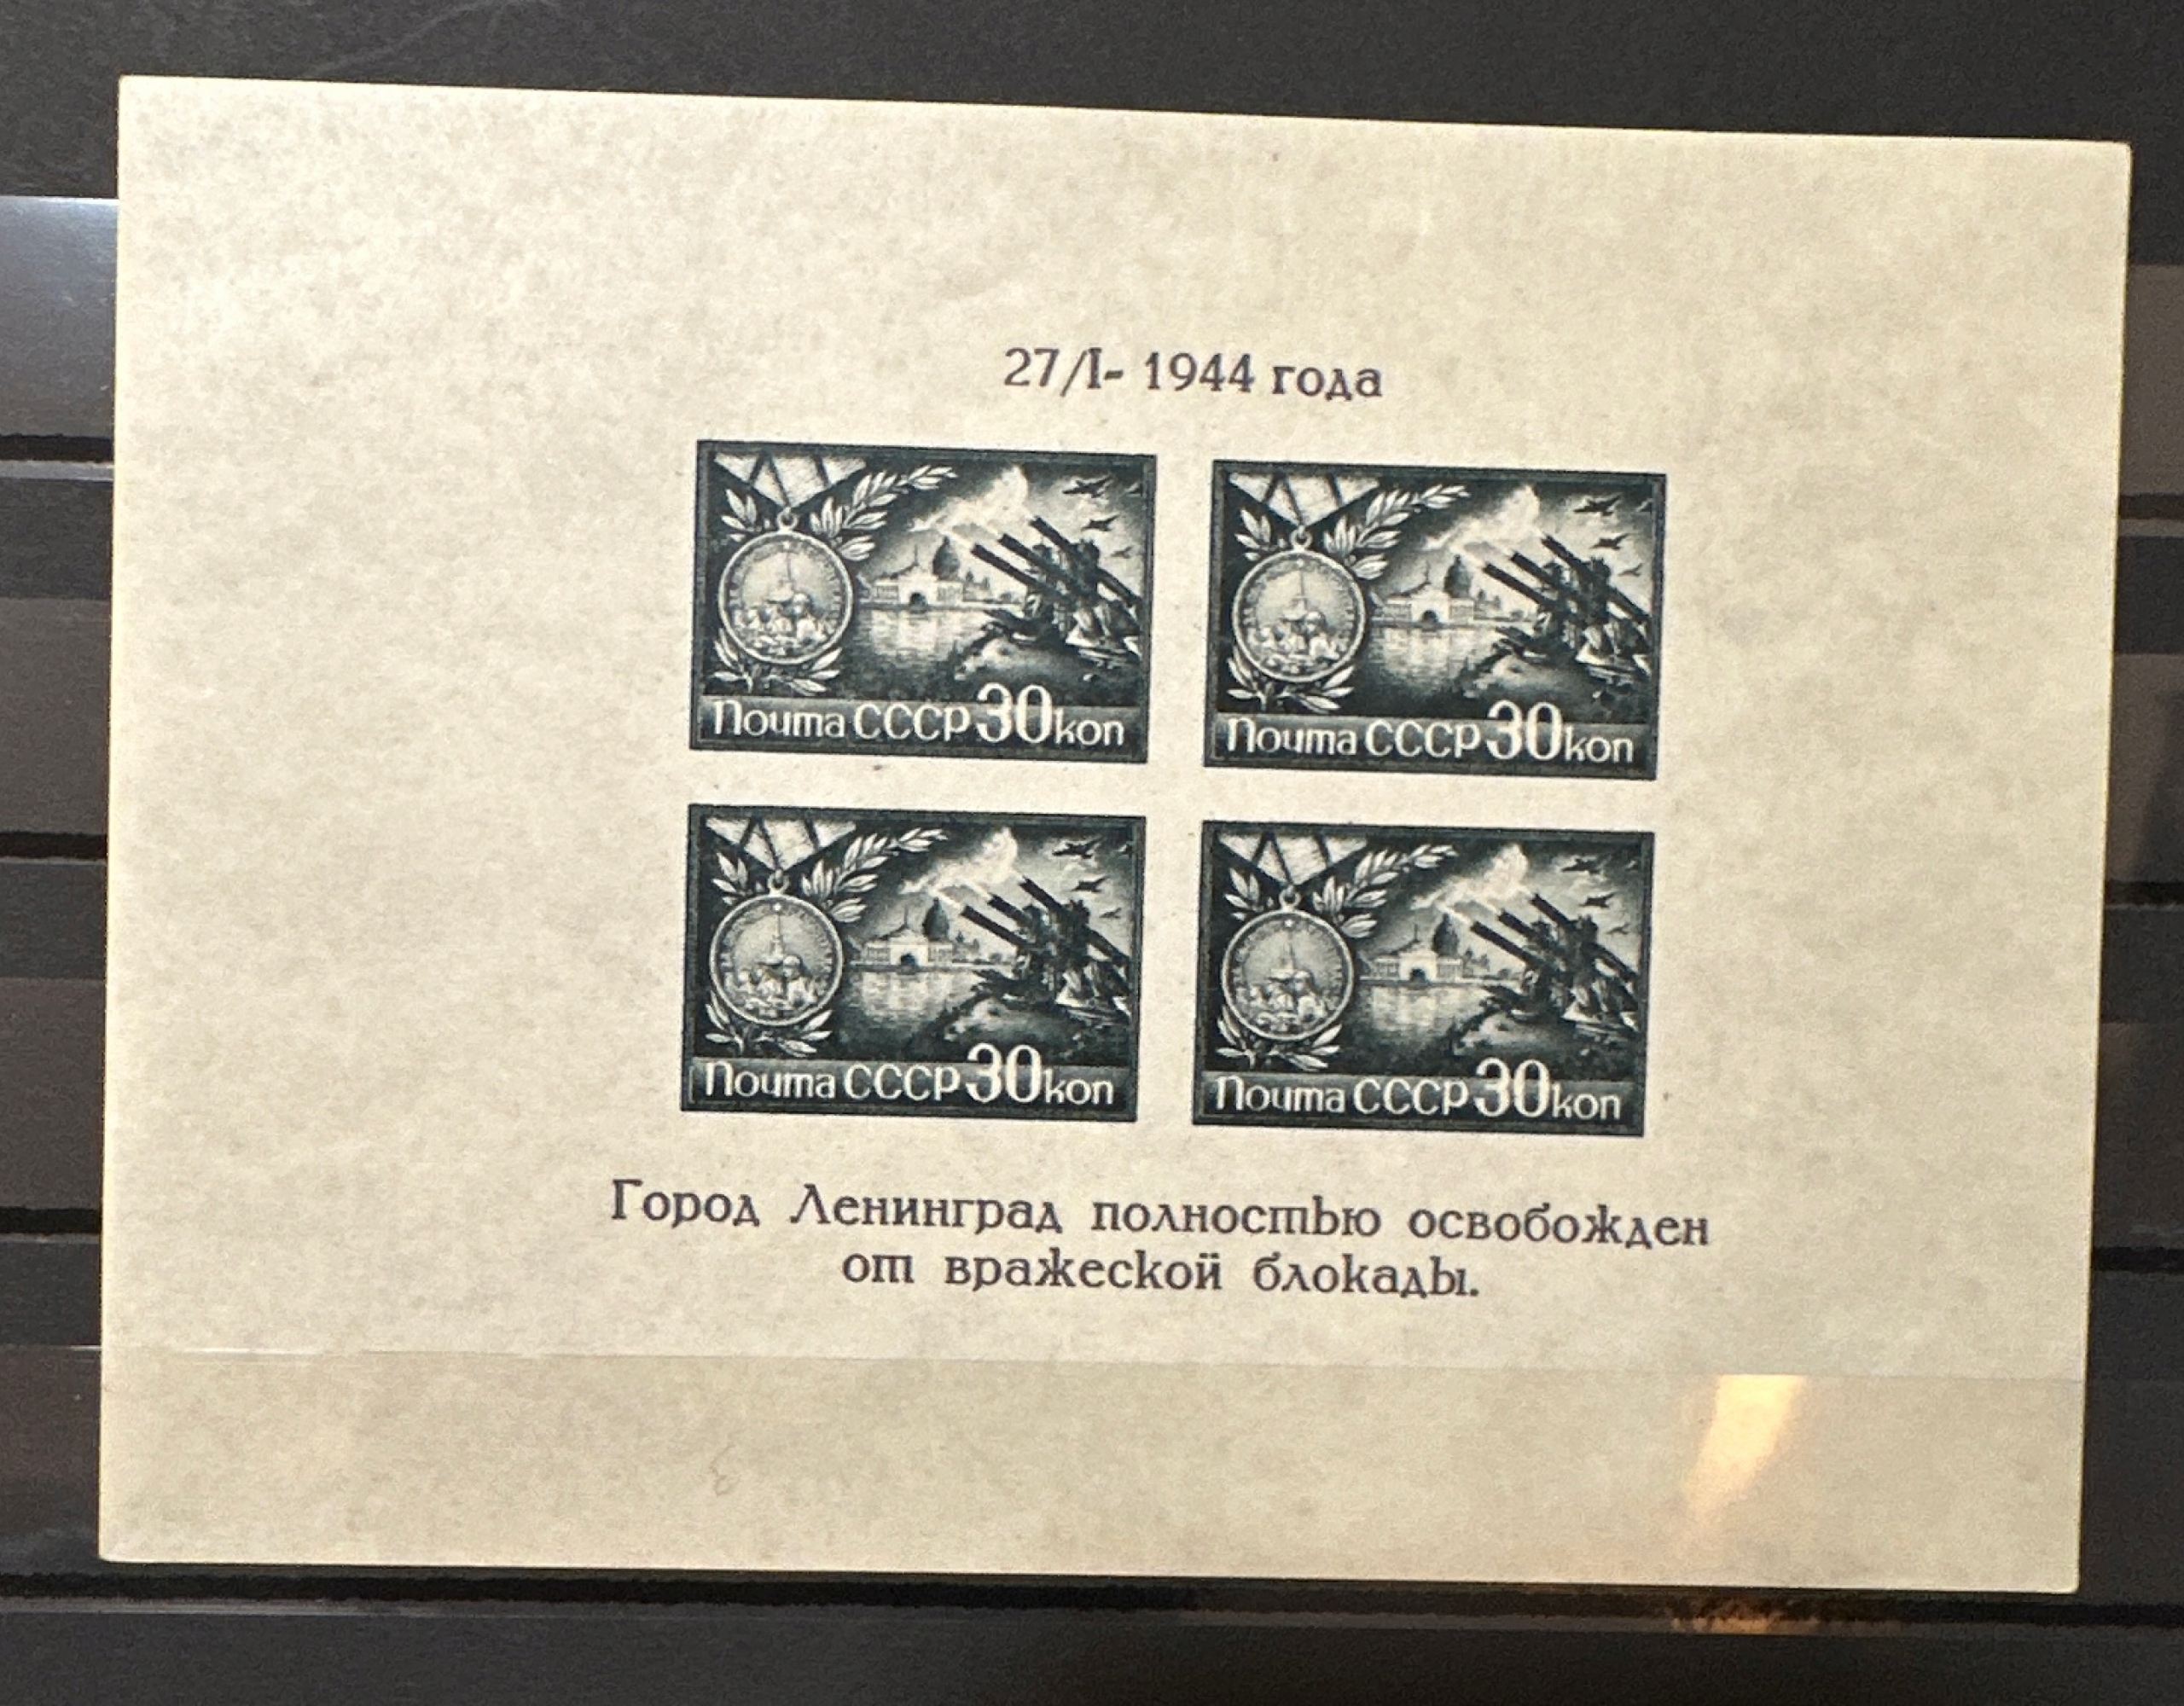 27/I- 1944 года
Почта СССР 30 коп
Почта СССР 30 коп
Почта СССР 30 коп
Почта СССР 30 коп
Город Ленинград полностью освобожден
от вражеской блокады.